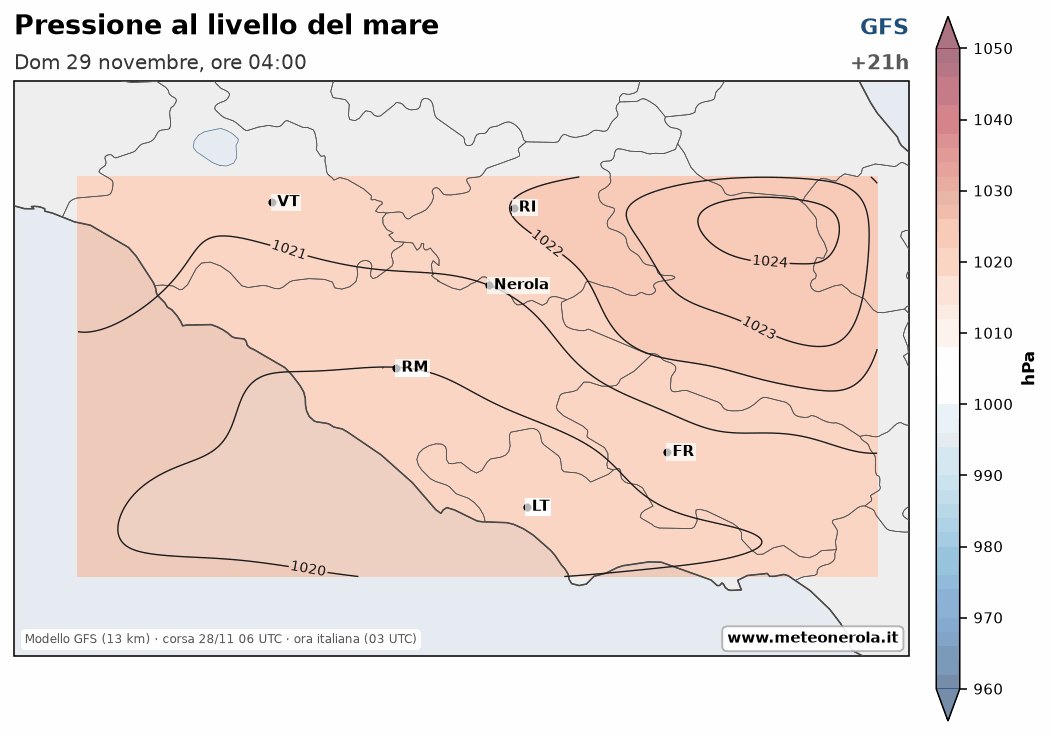 Pressione al livello del mare
GFS
Dom 29 novembre, ore 04:00
+21h
VT
RI
1021
1022
1024
Nerola
1023
RM
FR
LT
1020
Modello GFS (13 km) · corsa 28/11 06 UTC · ora italiana (03 UTC)
www.meteonerola.it
1050
1040
1030
1020
1010
1000
990
980
970
960
hPa